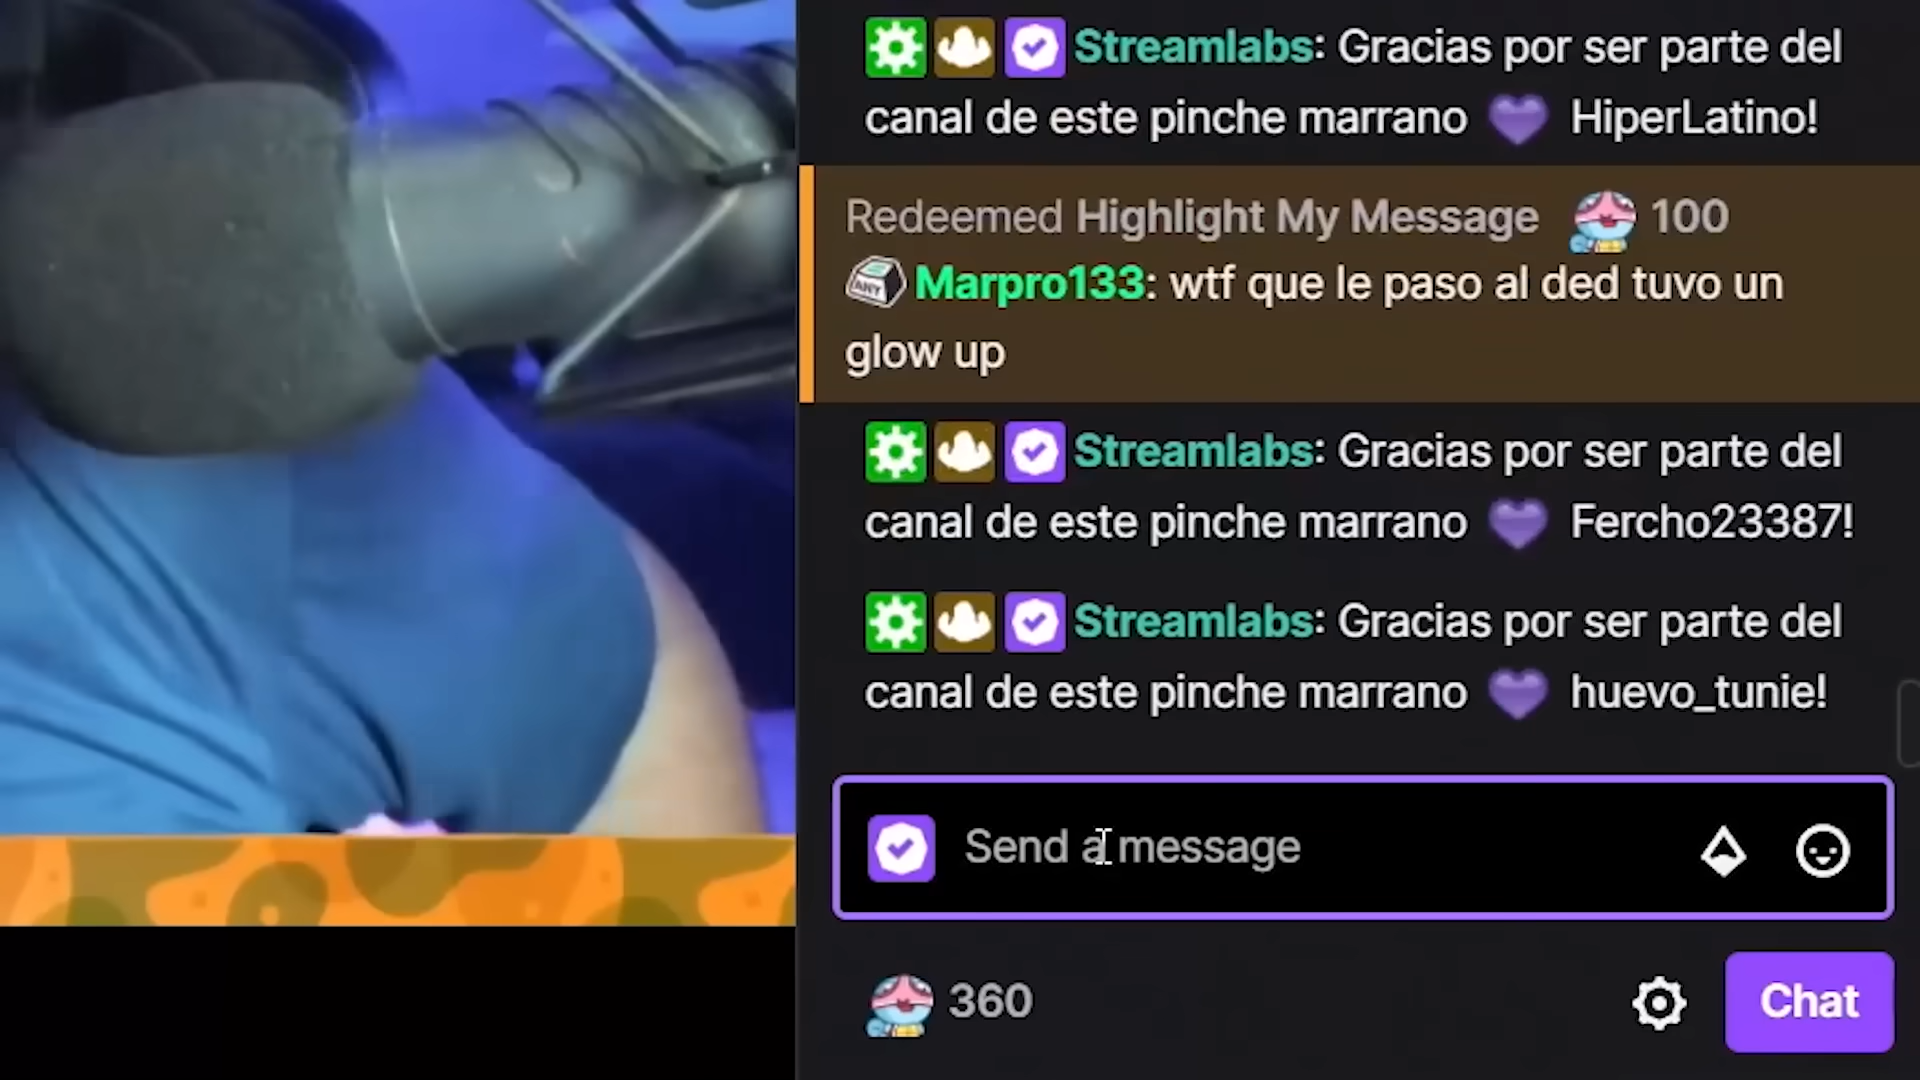 Streamlabs: Gracias por ser parte del
canal de este pinche marrano 💜 HiperLatino!
Redeemed Highlight My Message 100
ANY Marpro133: wtf que le paso al ded tuvo un
glow up
Streamlabs: Gracias por ser parte del
canal de este pinche marrano 💜 Fercho23387!
Streamlabs: Gracias por ser parte del
canal de este pinche marrano 💜 huevo_tunie!
Send a message
360
Chat